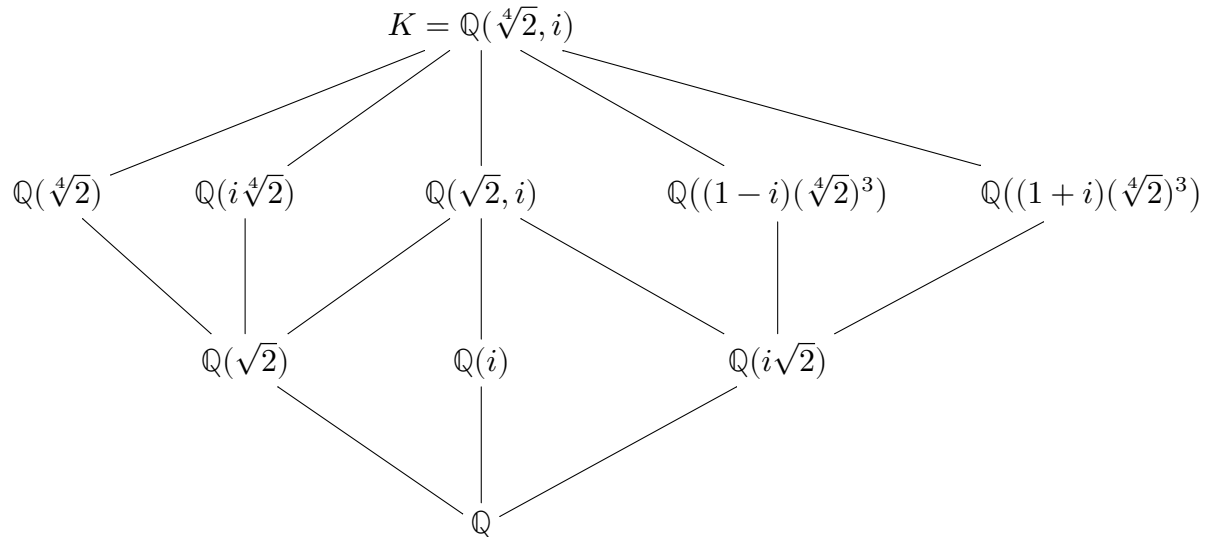 K = ℚ(∜2, i)
ℚ(∜2) ℚ(i∜2) ℚ(√2, i) ℚ((1 − i)(∜2)³) ℚ((1 + i)(∜2)³)
ℚ(√2) ℚ(i) ℚ(i√2)
ℚ